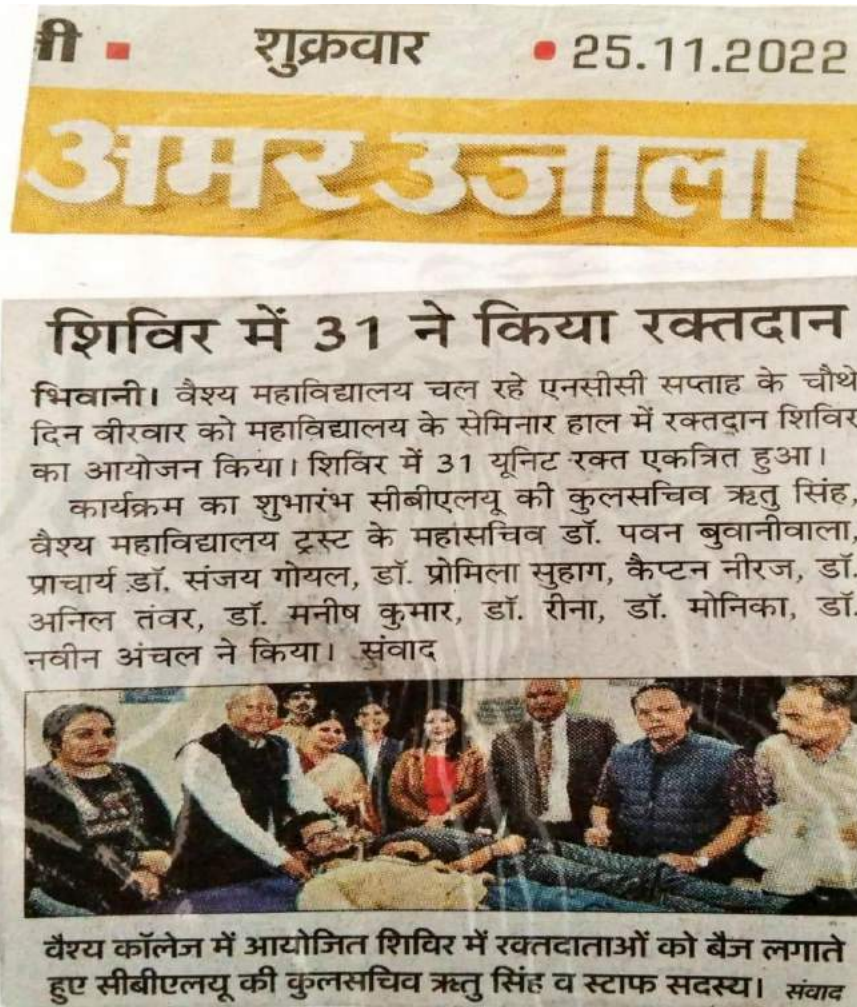 शुक्रवार • 25.11.2022
अमर उजाला
शिविर में 31 ने किया रक्तदान
भिवानी। वैश्य महाविद्यालय चल रहे एनसीसी सप्ताह के चौथे
दिन वीरवार को महाविद्यालय के सेमिनार हाल में रक्तदान शिविर
का आयोजन किया। शिविर में 31 यूनिट रक्त एकत्रित हुआ।
कार्यक्रम का शुभारंभ सीबीएलयू की कुलसचिव ऋतु सिंह,
वैश्य महाविद्यालय ट्रस्ट के महासचिव डॉ. पवन बुवानीवाला,
प्राचार्य डॉ. संजय गोयल, डॉ. प्रोमिला सुहाग, कैप्टन नीरज, डॉ.
अनिल तंवर, डॉ. मनीष कुमार, डॉ. रीना, डॉ. मोनिका, डॉ.
नवीन अंचल ने किया। संवाद
वैश्य कॉलेज में आयोजित शिविर में रक्तदाताओं को बैज लगाते
हुए सीबीएलयू की कुलसचिव ऋतु सिंह व स्टाफ सदस्य। संवाद